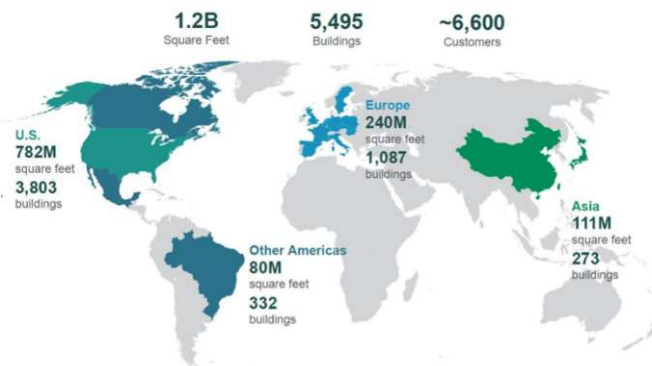 1.2B
Square Feet
5,495
Buildings
~6,600
Customers
U.S.
782M
square feet
3,803
buildings
Europe
240M
square feet
1,087
buildings
Other Americas
80M
square feet
332
buildings
Asia
111M
square feet
273
buildings